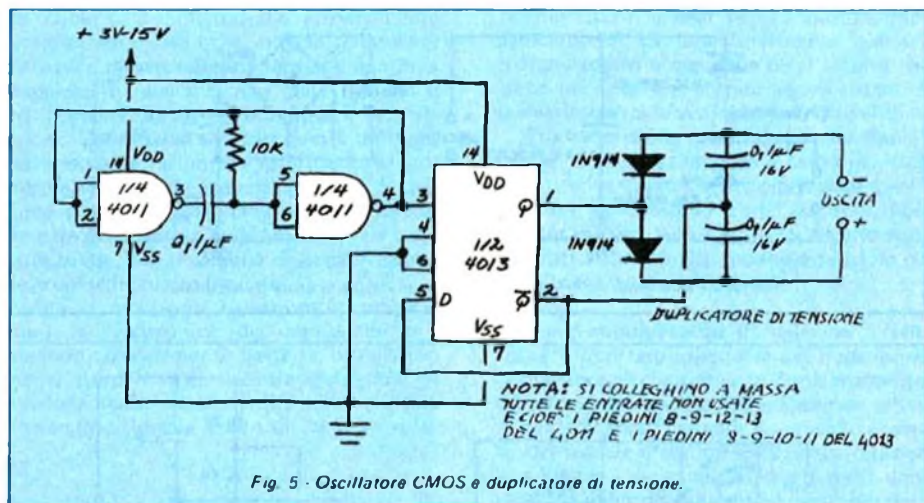 + 3V-15V
14
VDD
1
2
1/4
4011
3
7
VSS
0,1µF
10K
5
6
1/4
4011
4
3
4
6
5
D
14
VDD
1/2
4013
VSS
7
Q
1
Q̅
2
1N914
1N914
0,1µF
16V
0,1µF
16V
−
USCITA
+
DUPLICATORE DI TENSIONE
NOTA: SI COLLEGHINO A MASSA
TUTTE LE ENTRATE NON USATE
E CIOE' I PIEDINI 8-9-12-13
DEL 4011 E I PIEDINI 8-9-10-11 DEL 4013
Fig. 5 - Oscillatore CMOS e duplicatore di tensione.